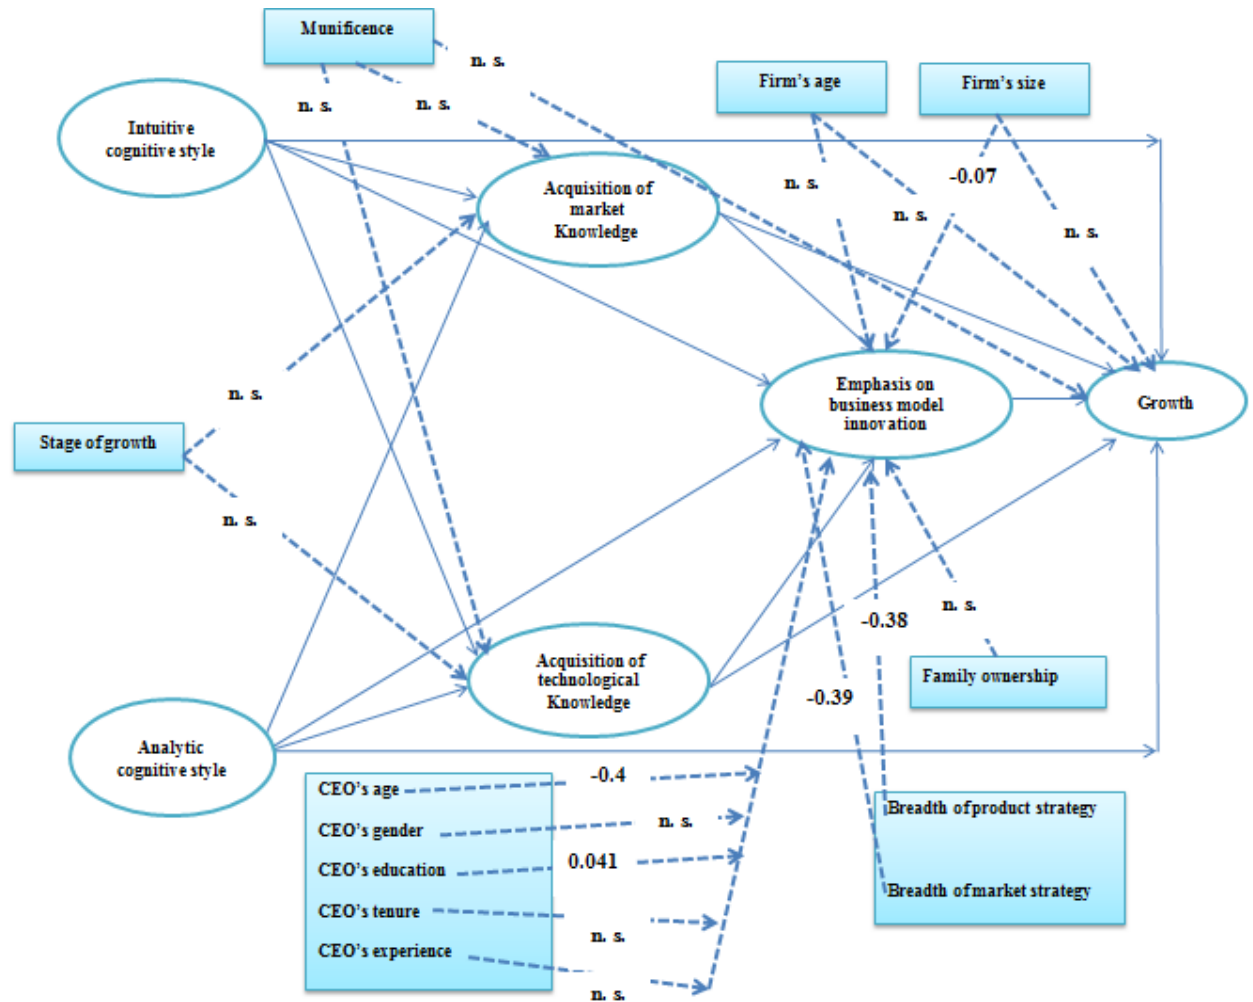 Munificence
n. s.
Firm's age
Firm's size
n. s.
n. s.
Intuitive
cognitive style
Acquisition of
market
Knowledge
n. s.
-0.07
n. s.
n. s.
Emphasis on
business model
innovation
Growth
n. s.
Stage of growth
n. s.
-0.38
n. s.
Acquisition of
technological
Knowledge
Family ownership
-0.39
Analytic
cognitive style
CEO's age
-0.4
CEO's gender
n. s.
CEO's education
0.041
CEO's tenure
n. s.
CEO's experience
n. s.
Breadth of product strategy
Breadth of market strategy